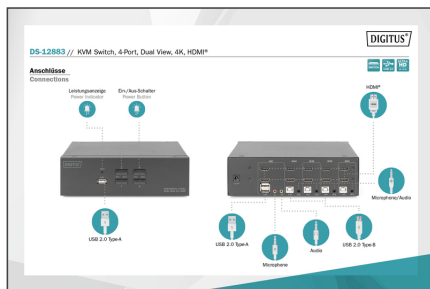 DIGITUS®
DS-12883 // KVM Switch, 4-Port, Dual View, 4K, HDMI®
Anschlüsse
Connections
Leistungsanzeige
Power Indicator
Ein-/Aus-Schalter
Power Button
HDMI®
DIGITUS
Microphone/Audio
USB 2.0 Type-A
USB 2.0 Type-A
Microphone
Audio
USB 2.0 Type-B